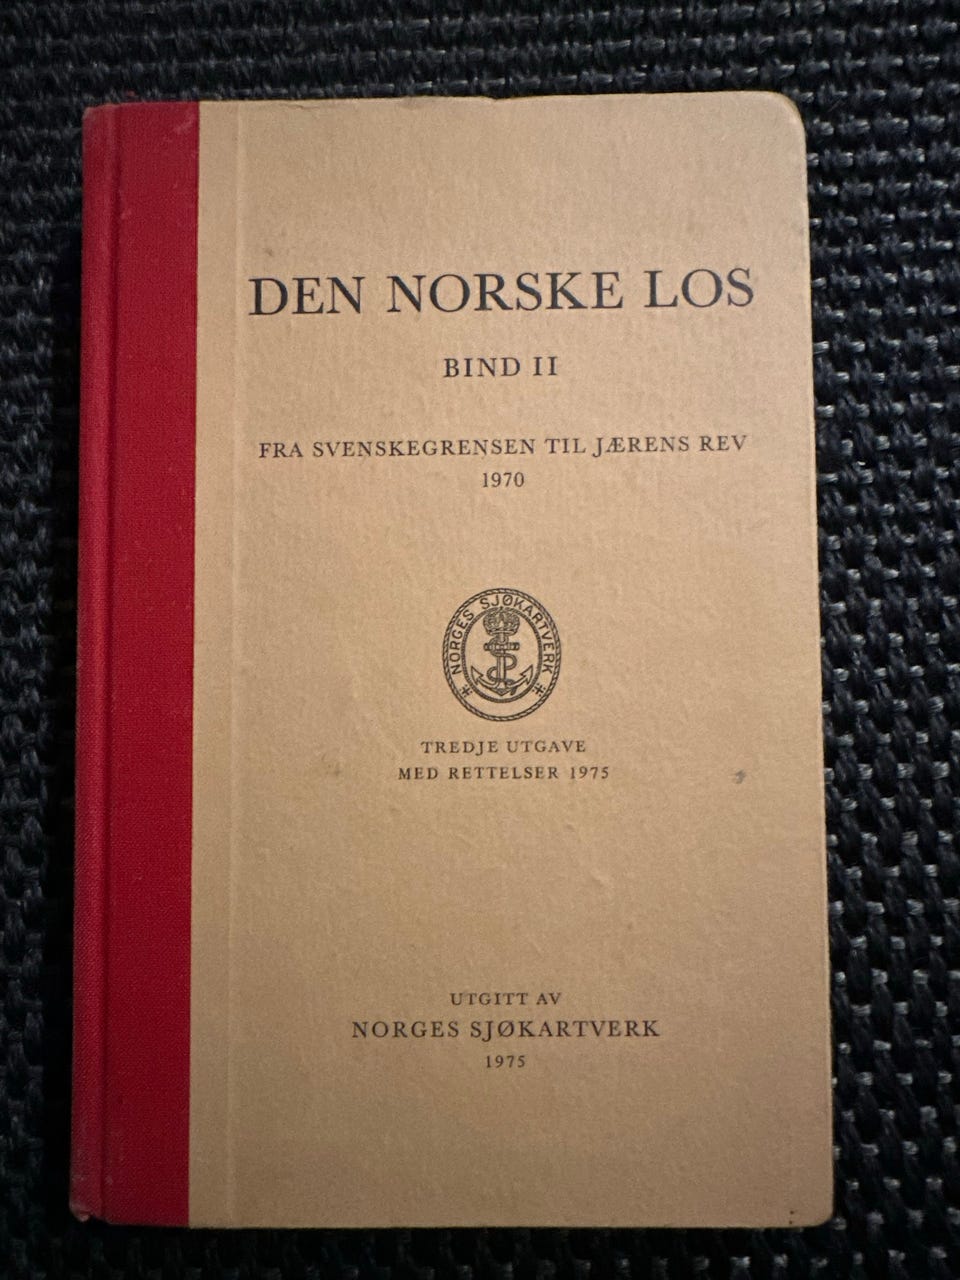 DEN NORSKE LOS
BIND II
FRA SVENSKEGRENSEN TIL JÆRENS REV
1970
NORGES SJØKARTVERK
TREDJE UTGAVE
MED RETTELSER 1975
UTGITT AV
NORGES SJØKARTVERK
1975